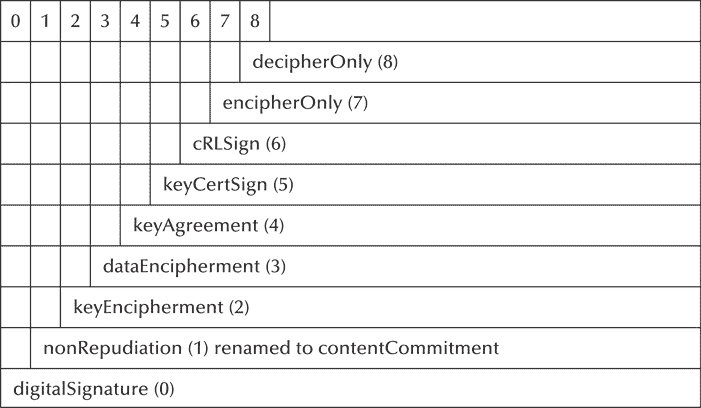 0 1 2 3 4 5 6 7 8
decipherOnly (8)
encipherOnly (7)
cRLSign (6)
keyCertSign (5)
keyAgreement (4)
dataEncipherment (3)
keyEncipherment (2)
nonRepudiation (1) renamed to contentCommitment
digitalSignature (0)